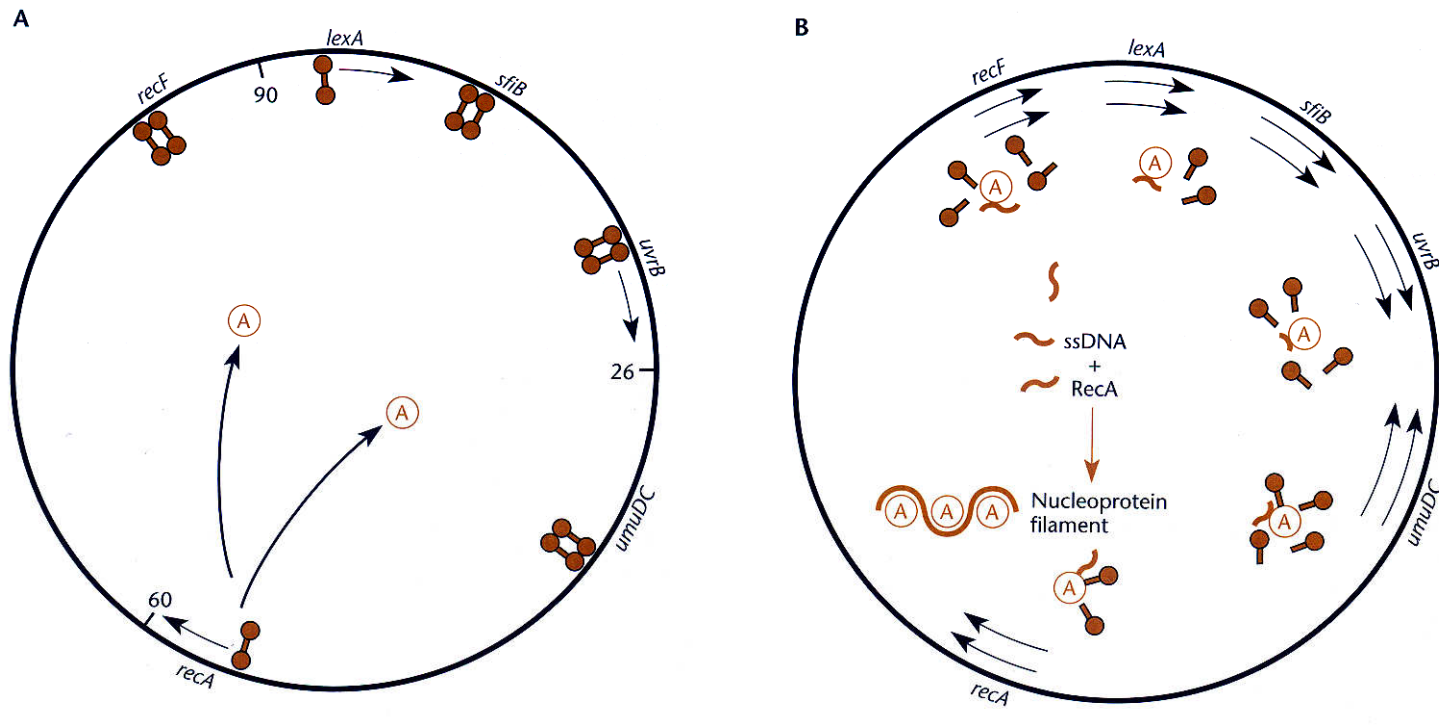 A
lexA
recF
90
sfiB
uvrB
A
26
A
umuDC
60
recA
B
lexA
recF
sfiB
A
A
uvrB
A
ssDNA
+
RecA
Nucleoprotein
filament
A
A
A
A
umuDC
A
recA